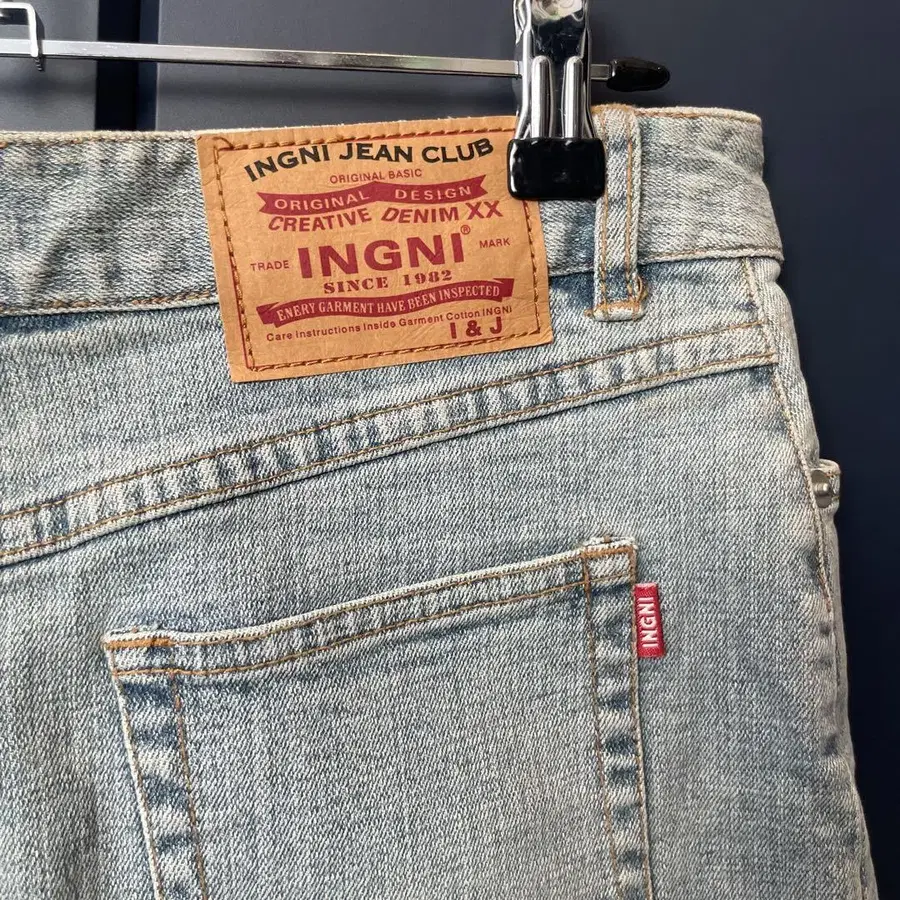 INGNI JEAN CLUB
ORIGINAL BASIC
ORIGINAL DESIGN
CREATIVE DENIM XX
TRADE INGNI® MARK
SINCE 1982
ENERY GARMENT HAVE BEEN INSPECTED
Care Instructions Inside Garment Cotton INGNI
I & J
INGNI